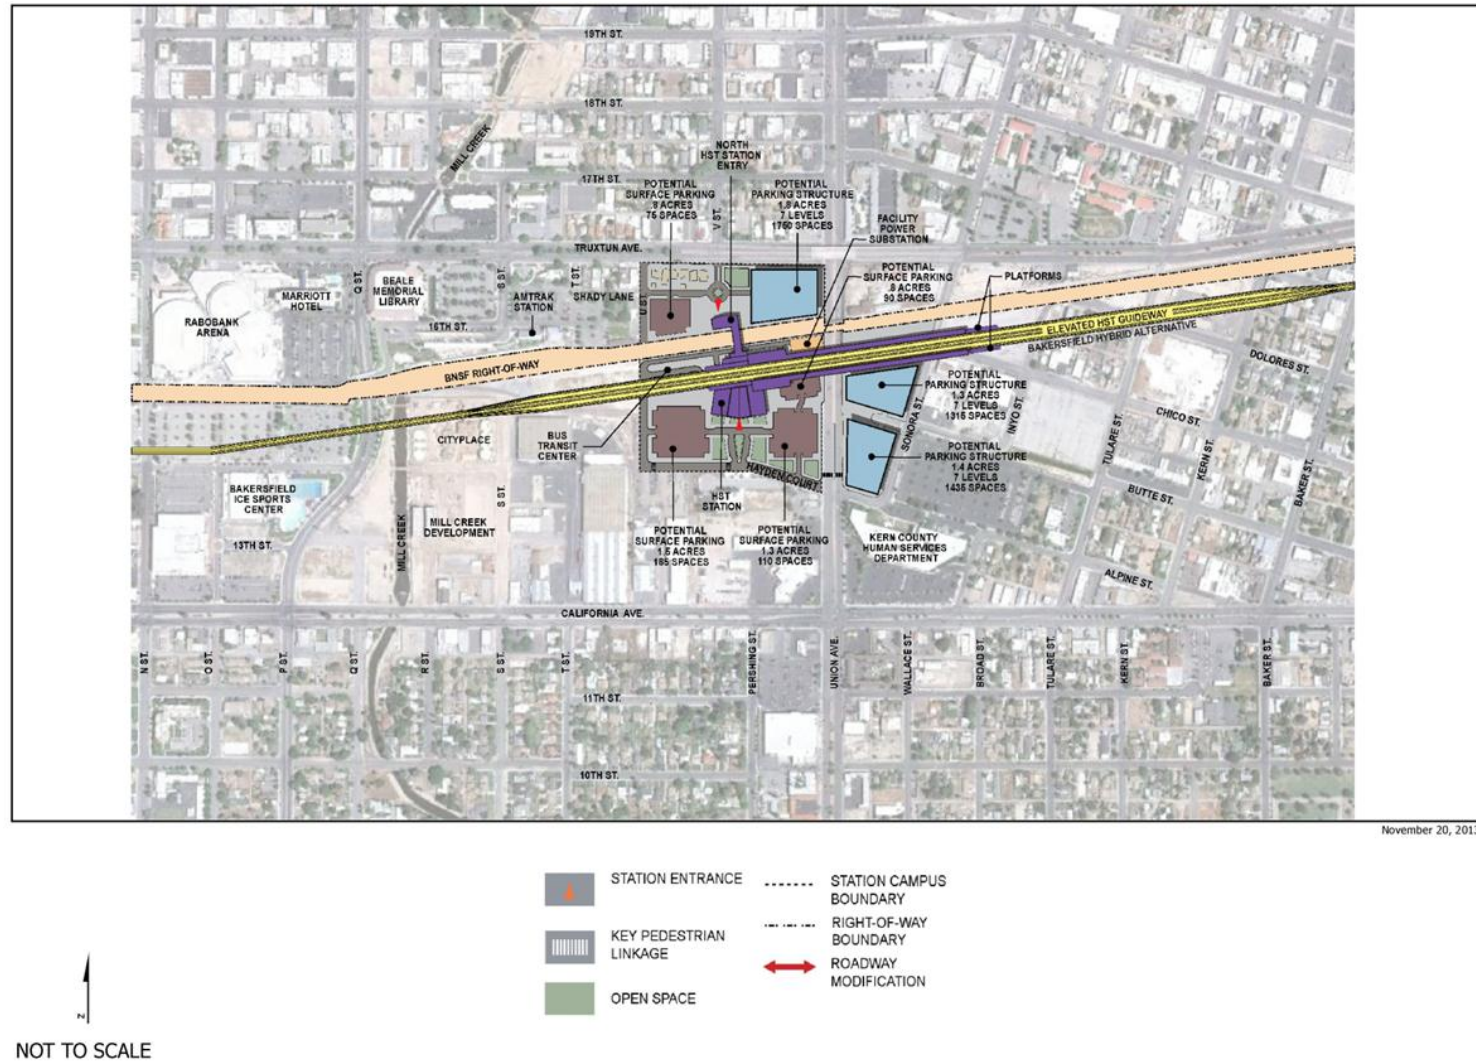 19TH ST.
18TH ST.
MILL CREEK
NORTH
HST STATION
ENTRY
17TH ST.
POTENTIAL
SURFACE PARKING
.8 ACRES
75 SPACES
V ST.
POTENTIAL
PARKING STRUCTURE
1.8 ACRES
7 LEVELS
1750 SPACES
FACILITY
POWER
SUBSTATION
TRUXTUN AVE.
POTENTIAL
SURFACE PARKING
.8 ACRES
90 SPACES
PLATFORMS
RABOBANK
ARENA
MARRIOTT
HOTEL
Q ST.
BEALE
MEMORIAL
LIBRARY
S ST.
AMTRAK
STATION
T ST.
SHADY LANE
U ST.
16TH ST.
ELEVATED HST GUIDEWAY
BAKERSFIELD HYBRID ALTERNATIVE
BNSF RIGHT-OF-WAY
DOLORES ST.
POTENTIAL
PARKING STRUCTURE
1.3 ACRES
7 LEVELS
1315 SPACES
SONORA ST.
INYO ST.
TULARE ST.
CHICO ST.
KERN ST.
BAKER ST.
CITYPLACE
BUS
TRANSIT
CENTER
POTENTIAL
PARKING STRUCTURE
1.4 ACRES
7 LEVELS
1435 SPACES
BUTTE ST.
HAYDEN COURT
BAKERSFIELD
ICE SPORTS
CENTER
S ST.
HST
STATION
MILL CREEK
DEVELOPMENT
MILL CREEK
13TH ST.
POTENTIAL
SURFACE PARKING
1.5 ACRES
165 SPACES
POTENTIAL
SURFACE PARKING
1.3 ACRES
110 SPACES
KERN COUNTY
HUMAN SERVICES
DEPARTMENT
ALPINE ST.
CALIFORNIA AVE.
N ST.
O ST.
P ST.
Q ST.
R ST.
S ST.
T ST.
PERSHING ST.
UNION AVE.
WALLACE ST.
BROAD ST.
TULARE ST.
KERN ST.
BAKER ST.
11TH ST.
10TH ST.
November 20, 2013
STATION ENTRANCE
KEY PEDESTRIAN
LINKAGE
OPEN SPACE
STATION CAMPUS
BOUNDARY
RIGHT-OF-WAY
BOUNDARY
ROADWAY
MODIFICATION
Z
NOT TO SCALE